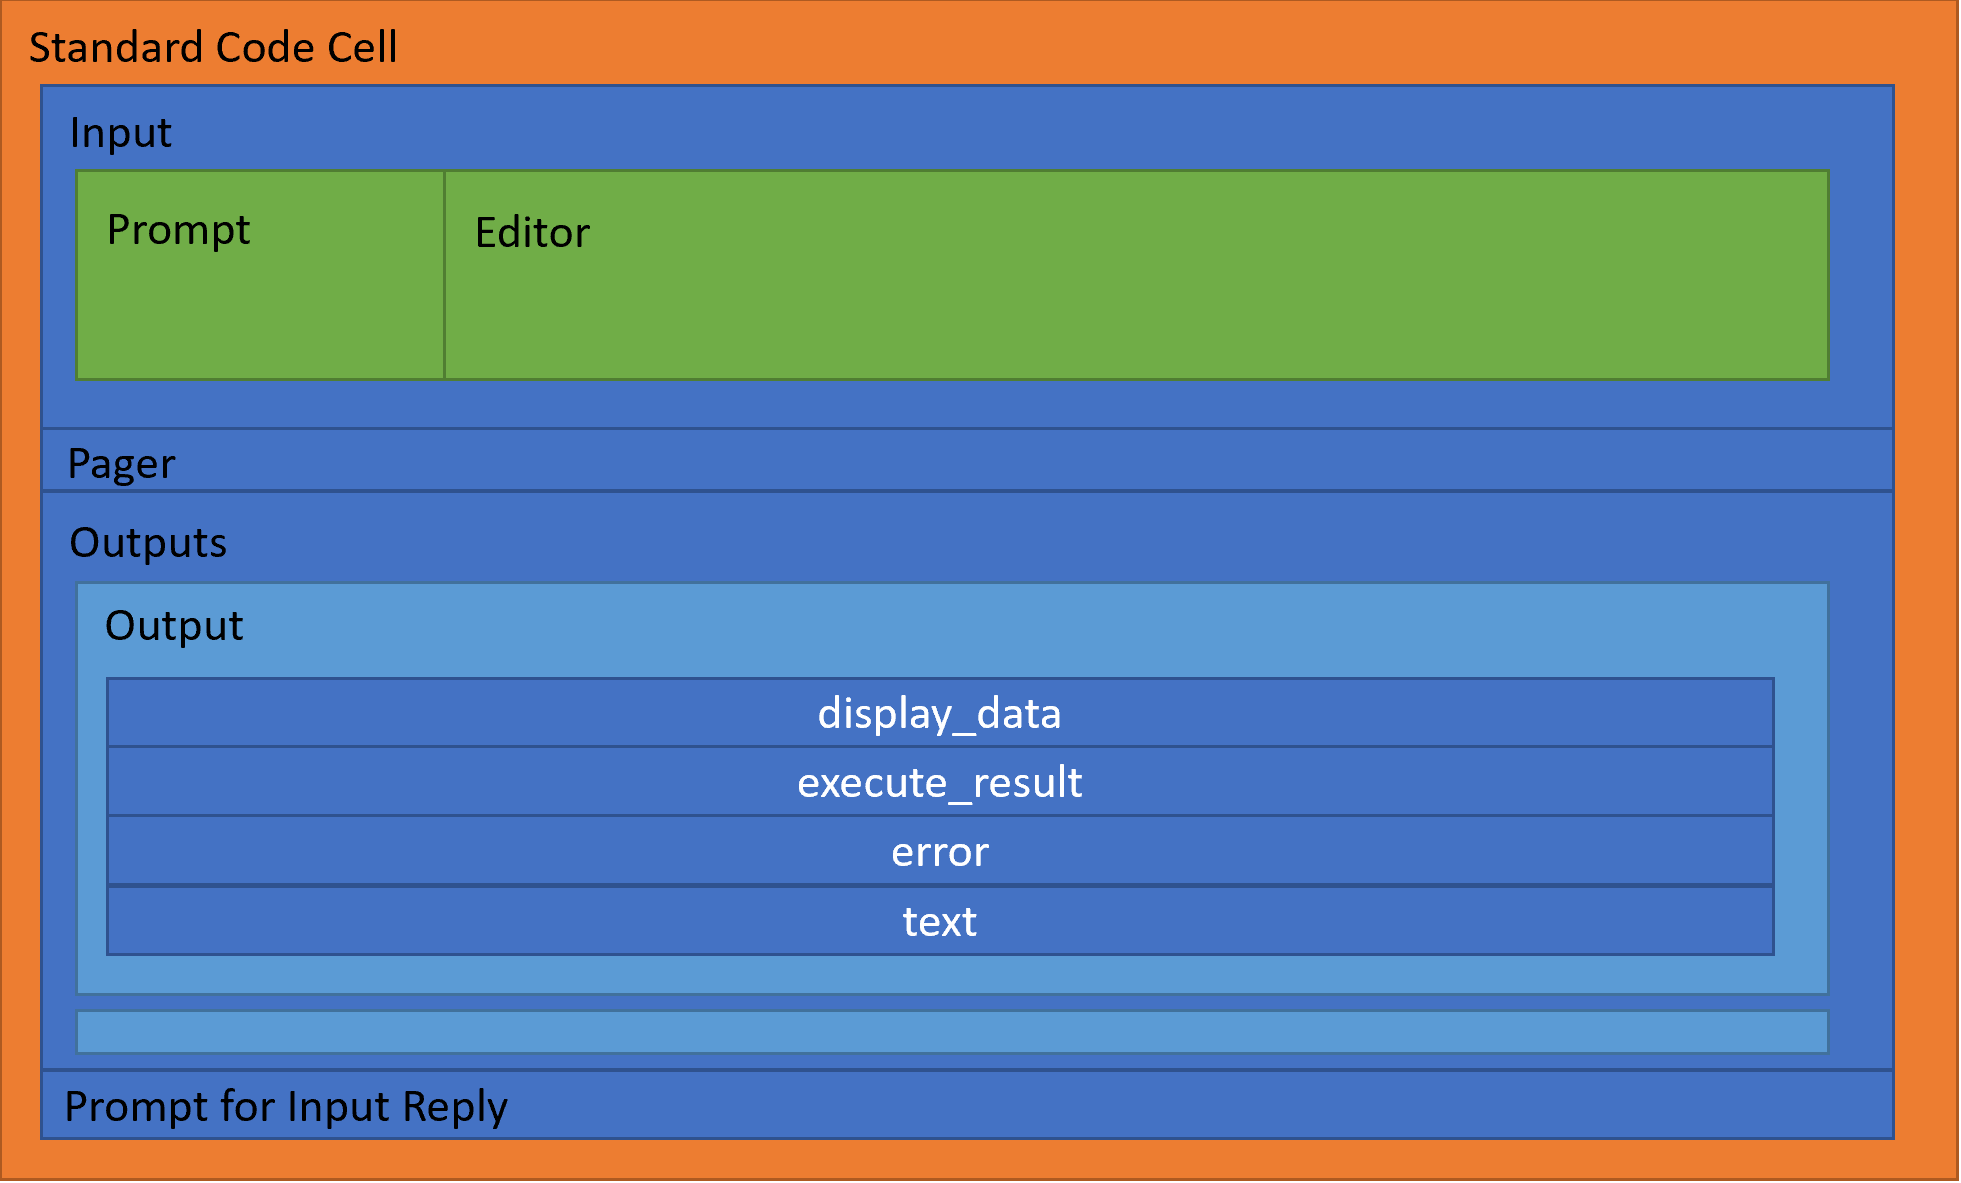 Standard Code Cell
Input
Prompt
Editor
Pager
Outputs
Output
display_data
execute_result
error
text
Prompt for Input Reply